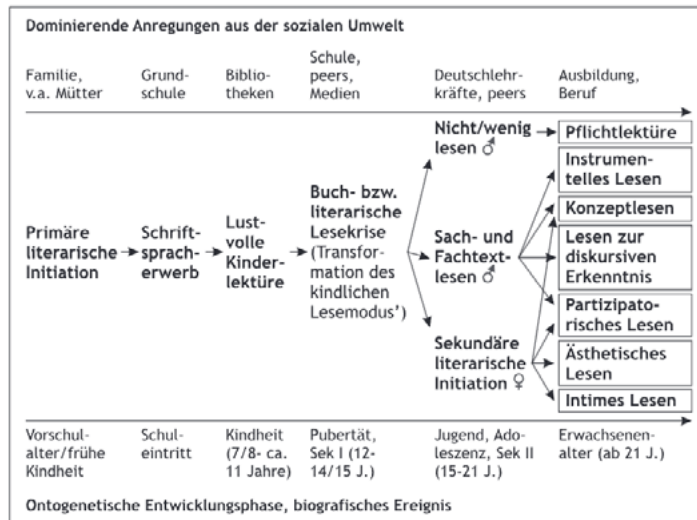 Dominierende Anregungen aus der sozialen Umwelt
Familie,
v.a. Mütter
Grund-
schule
Biblio-
theken
Schule,
peers,
Medien
Deutschlehr-
kräfte, peers
Ausbildung,
Beruf
Primäre
literarische
Initiation
Schrift-
sprach-
erwerb
Lust-
volle
Kinder-
lektüre
Buch- bzw.
literarische
Lesekrise
(Transfor-
mation des
kindlichen
Lesemodus’)
Nicht/wenig
lesen ♂
Sach- und
Fachtext-
lesen ♂
Sekundäre
literarische
Initiation ♀
Pflichtlektüre
Instrumen-
telles Lesen
Konzeptlesen
Lesen zur
diskursiven
Erkenntnis
Partizipato-
risches Lesen
Ästhetisches
Lesen
Intimes Lesen
Vorschul-
alter/frühe
Kindheit
Schul-
eintritt
Kindheit
(7/8- ca.
11 Jahre)
Pubertät,
Sek I (12-
14/15 J.)
Jugend, Ado-
leszenz, Sek II
(15-21 J.)
Erwachsenen-
alter (ab 21 J.)
Ontogenetische Entwicklungsphase, biografisches Ereignis